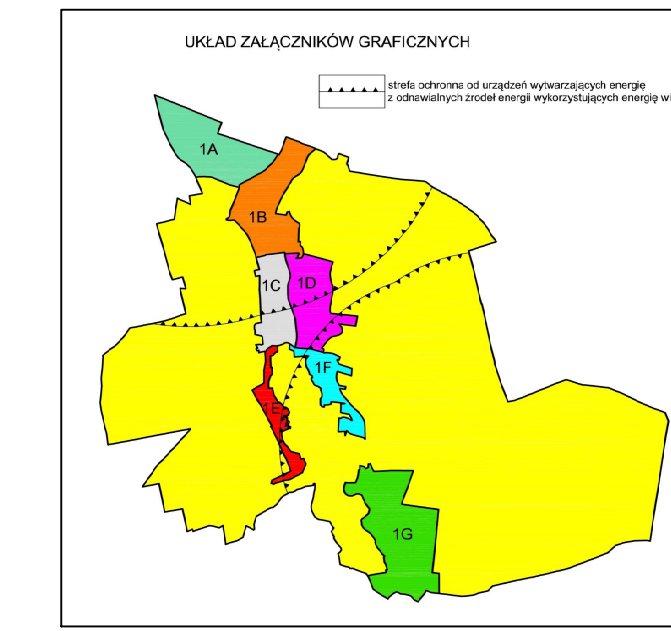 UKŁAD ZAŁĄCZNIKÓW GRAFICZNYCH
strefa ochronna od urządzeń wytwarzających energię
z odnawialnych źrodeł energii wykorzystujących energię
1A
1B
1C
1D
1F
1E
1G